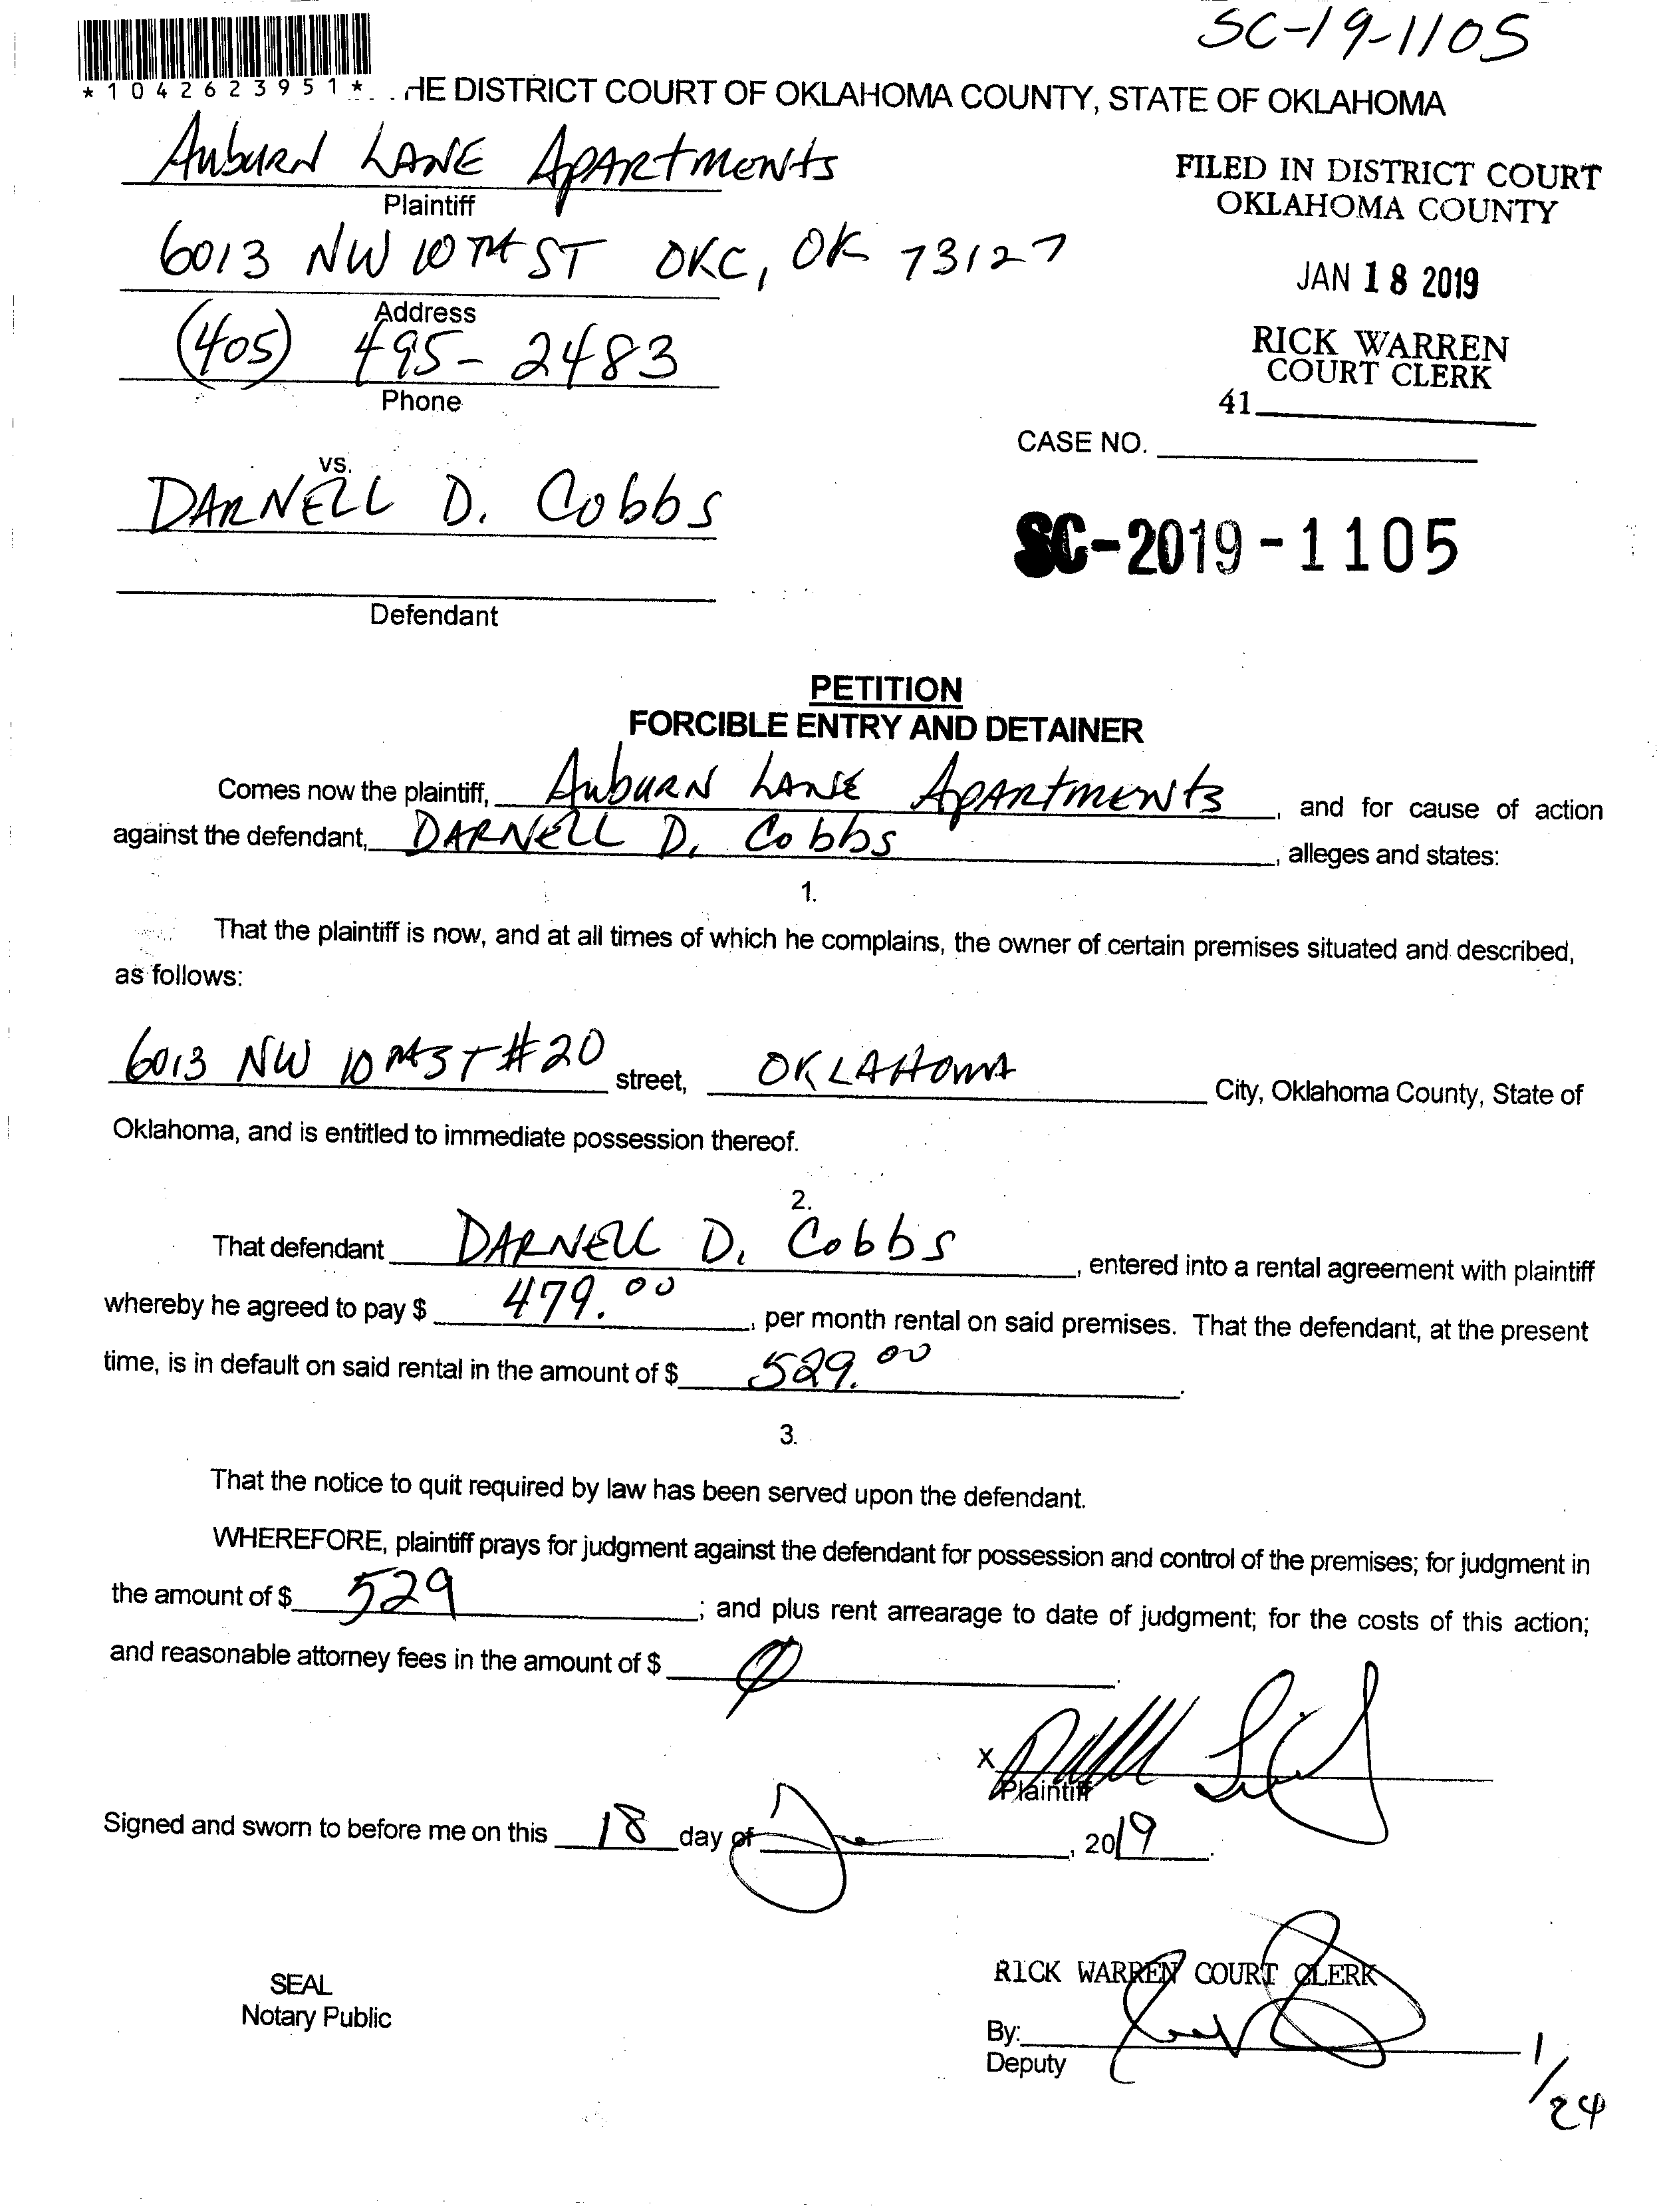 SC-19-1105
*1042623951*
HE DISTRICT COURT OF OKLAHOMA COUNTY, STATE OF OKLAHOMA
AubURN LANE APARtMENts
Plaintiff
FILED IN DISTRICT COURT
OKLAHOMA COUNTY
6013 NW 10TH ST OKC, OK 73127
Address
JAN 18 2019
(405) 495-2483
Phone
RICK WARREN
COURT CLERK
41
CASE NO.
vs.
DARNELL D. Cobbs
SC-2019-1105
Defendant
PETITION
FORCIBLE ENTRY AND DETAINER
Comes now the plaintiff, AubURN LANE APARtMENts, and for cause of action
against the defendant, DARNELL D. Cobbs, alleges and states:
1.
That the plaintiff is now, and at all times of which he complains, the owner of certain premises situated and described,
as follows:
6013 NW 10TH ST #20 street, OKLAHOMA City, Oklahoma County, State of
Oklahoma, and is entitled to immediate possession thereof.
2.
That defendant DARNELL D. Cobbs, entered into a rental agreement with plaintiff
whereby he agreed to pay $ 479.00, per month rental on said premises. That the defendant, at the present
time, is in default on said rental in the amount of $ 529.00.
3.
That the notice to quit required by law has been served upon the defendant.
WHEREFORE, plaintiff prays for judgment against the defendant for possession and control of the premises; for judgment in
the amount of $ 529; and plus rent arrearage to date of judgment; for the costs of this action;
and reasonable attorney fees in the amount of $ Ø.
X
Plaintiff
Signed and sworn to before me on this 18 day of, 2019.
RICK WARREN COURT CLERK
SEAL
Notary Public
By:
Deputy
1/24